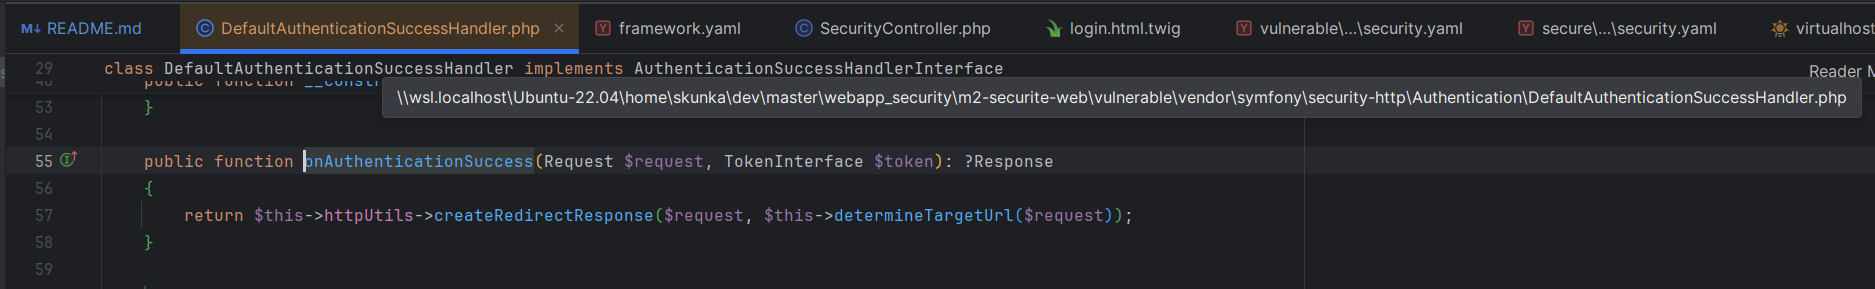 README.md DefaultAuthenticationSuccessHandler.php framework.yaml SecurityController.php login.html.twig vulnerable\...\security.yaml secure\...\security.yaml virtualhost
29 class DefaultAuthenticationSuccessHandler implements AuthenticationSuccessHandlerInterface
Reader M
public function __constr
\\wsl.localhost\Ubuntu-22.04\home\skunka\dev\master\webapp_security\m2-securite-web\vulnerable\vendor\symfony\security-http\Authentication\DefaultAuthenticationSuccessHandler.php
53 }
54
55 public function onAuthenticationSuccess(Request $request, TokenInterface $token): ?Response
56 {
57 return $this->httpUtils->createRedirectResponse($request, $this->determineTargetUrl($request));
58 }
59